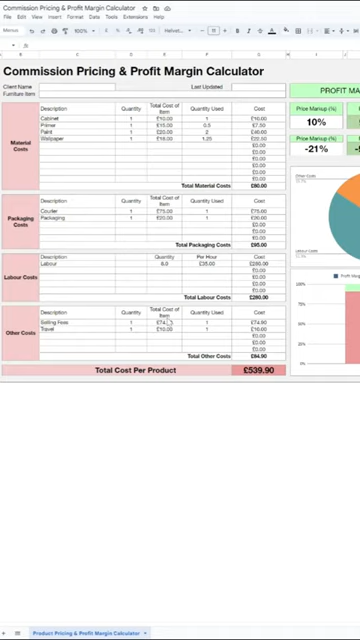 Commission Pricing & Profit Margin Calculator
File Edit View Insert Format Data Tools Extensions Help
Menus 100% Helvet... 11
Commission Pricing & Profit Margin Calculator
Client Name Last Updated
Furniture Item:
PROFIT MA
Price Markup (%) Price
10%
Price Markup (%)
-21%
Material Costs
Description Quantity Total Cost of Item Quantity Used Cost
Cabinet 1 £10.00 1 £10.00
Primer 1 £15.00 0.5 £7.50
Paint 1 £20.00 2 £40.00
Wallpaper 1 £18.00 1.25 £22.50
£0.00
£0.00
£0.00
£0.00
£0.00
Total Material Costs £80.00
Packaging Costs
Description Quantity Total Cost of Item Quantity Used Cost
Courier 1 £75.00 1 £75.00
Packaging 1 £20.00 1 £20.00
£0.00
£0.00
£0.00
Total Packaging Costs £95.00
Labour Costs
Description Quantity Per Hour Cost
Labour 8.0 £35.00 £280.00
£0.00
£0.00
£0.00
Total Labour Costs £280.00
Other Costs
Description Quantity Total Cost of Item Quantity Used Cost
Selling Fees 1 1 £74.90
Travel 1 £10.00 1 £10.00
£0.00
£0.00
£0.00
Total Other Costs £84.90
Total Cost Per Product £539.90
Other Costs
Labour Costs
Profit Margin
100%
75%
50%
25%
0%
Product Pricing & Profit Margin Calculator